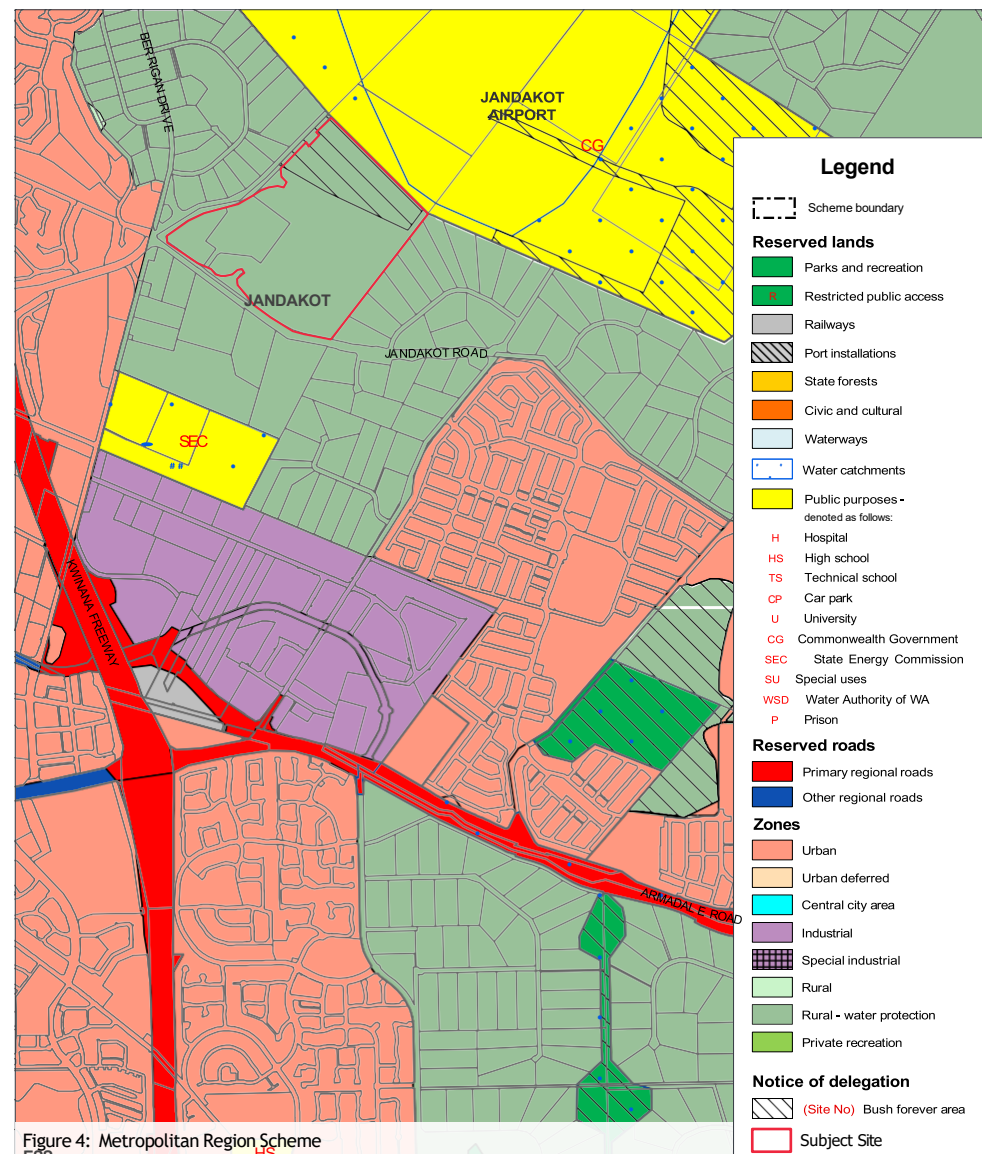 BERRIGAN DRIVE
JANDAKOT
AIRPORT
CG
JANDAKOT
JANDAKOT ROAD
SEC
##
KWINANA FREEWAY
ARMADALE ROAD
HS
Figure 4: Metropolitan Region Scheme
Legend
Scheme boundary
Reserved lands
Parks and recreation
R Restricted public access
Railways
Port installations
State forests
Civic and cultural
Waterways
Water catchments
Public purposes -
denoted as follows:
H Hospital
HS High school
TS Technical school
CP Car park
U University
CG Commonwealth Government
SEC State Energy Commission
SU Special uses
WSD Water Authority of WA
P Prison
Reserved roads
Primary regional roads
Other regional roads
Zones
Urban
Urban deferred
Central city area
Industrial
Special industrial
Rural
Rural - water protection
Private recreation
Notice of delegation
(Site No) Bush forever area
Subject Site